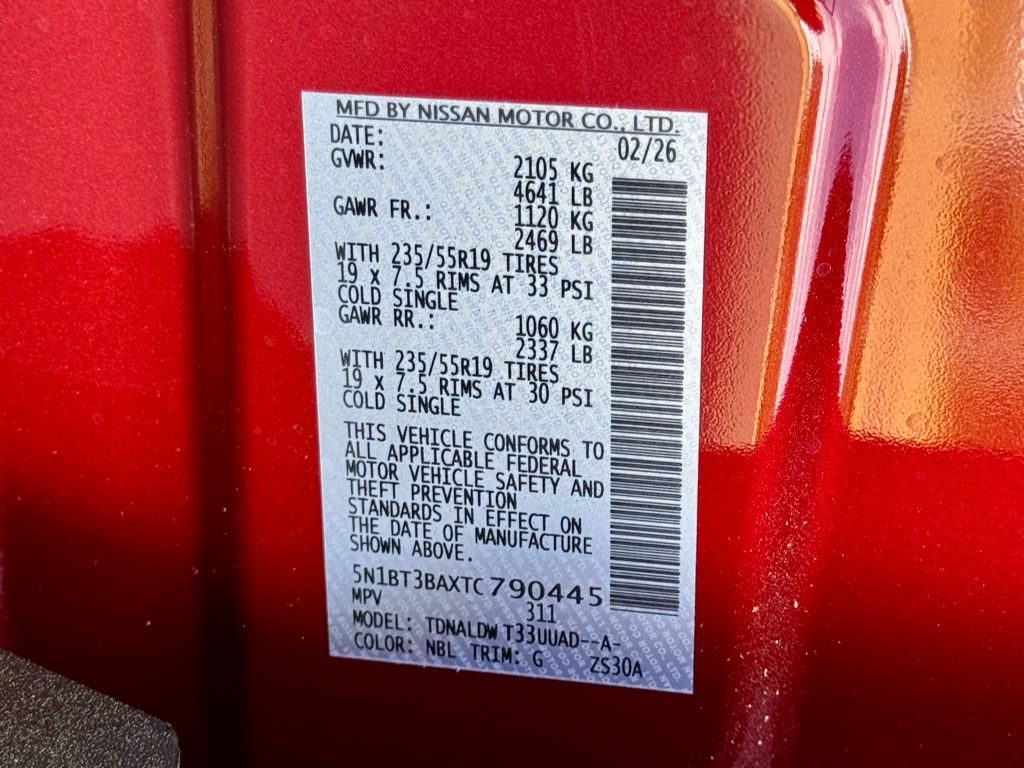 MFD BY NISSAN MOTOR CO., LTD.
DATE: 02/26
GVWR: 2105 KG
4641 LB
GAWR FR.: 1120 KG
2469 LB
WITH 235/55R19 TIRES
19 X 7.5 RIMS AT 33 PSI
COLD SINGLE
GAWR RR.: 1060 KG
2337 LB
WITH 235/55R19 TIRES
19 X 7.5 RIMS AT 30 PSI
COLD SINGLE
THIS VEHICLE CONFORMS TO
ALL APPLICABLE FEDERAL
MOTOR VEHICLE SAFETY AND
THEFT PREVENTION
STANDARDS IN EFFECT ON
THE DATE OF MANUFACTURE
SHOWN ABOVE.
5N1BT3BAXTC790445
MPV 311
MODEL: TDNALDW T33UUAD--A-
COLOR: NBL TRIM: G ZS30A